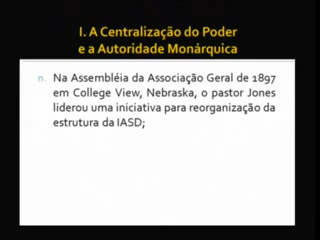 I. A Centralização do Poder
e a Autoridade Monárquica
n. Na Assembléia da Associação Geral de 1897
em College View, Nebraska, o pastor Jones
liderou uma iniciativa para reorganização da
estrutura da IASD;